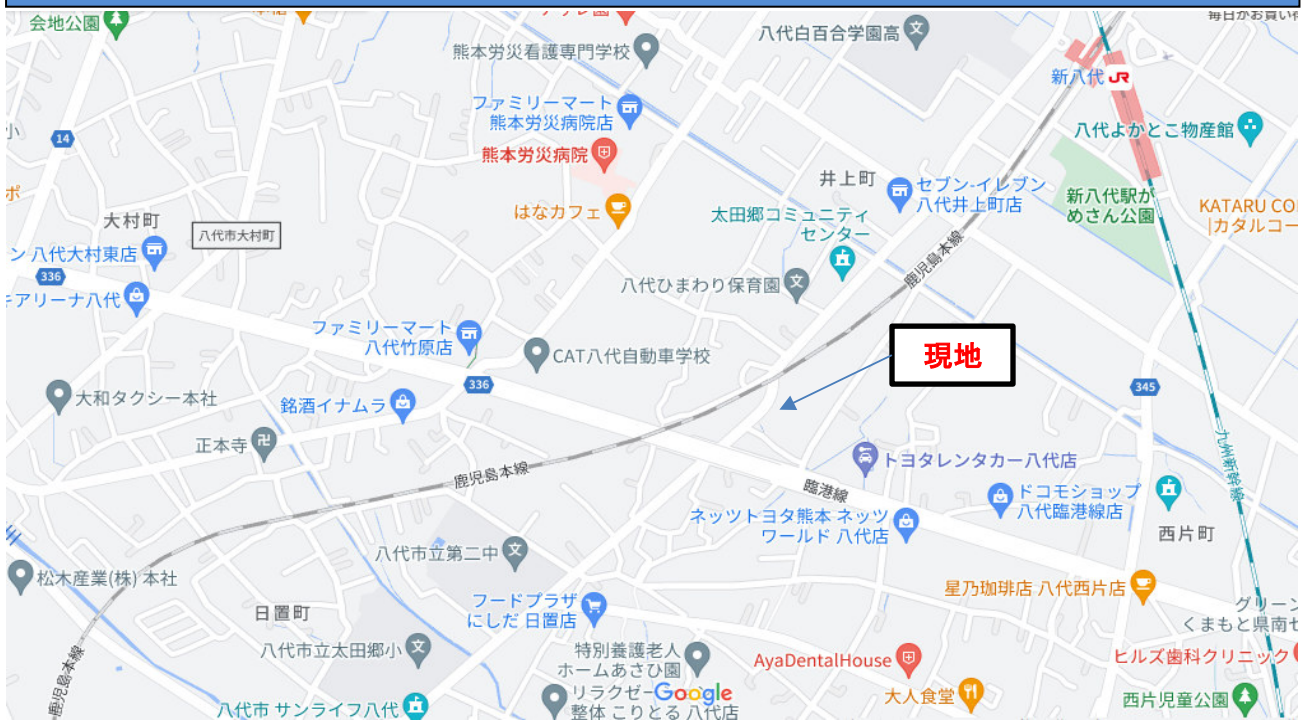 会地公園
熊本労災看護専門学校
八代白百合学園高
新八代
ファミリーマート
熊本労災病院店
14
八代よかとこ物産館
熊本労災病院
井上町
セブン-イレブン
八代井上町店
新八代駅が
めさん公園
KATARU CO
|カタルコー
大村町
はなカフェ
太田郷コミュニティ
センター
八代市大村町
ン 八代大村東店
鹿児島本線
336
八代ひまわり保育園
アリーナ八代
ファミリーマート
八代竹原店
CAT八代自動車学校
現地
336
345
大和タクシー本社
銘酒イナムラ
正本寺
九州新幹線
トヨタレンタカー八代店
鹿児島本線
臨港線
ドコモショップ
八代臨港線店
ネッツトヨタ熊本 ネッツ
ワールド 八代店
西片町
八代市立第二中
松木産業(株) 本社
星乃珈琲店 八代西片店
日置町
フードプラザ
にしだ 日置店
グリーン
くまもと県南セ
八代市立太田郷小
特別養護老人
ホームあさひ園
AyaDentalHouse
ヒルズ歯科クリニック
鹿児島本線
リラクゼー
Google
整体 こりとる 八代店
大人食堂
西片児童公園
八代市 サンライフ八代